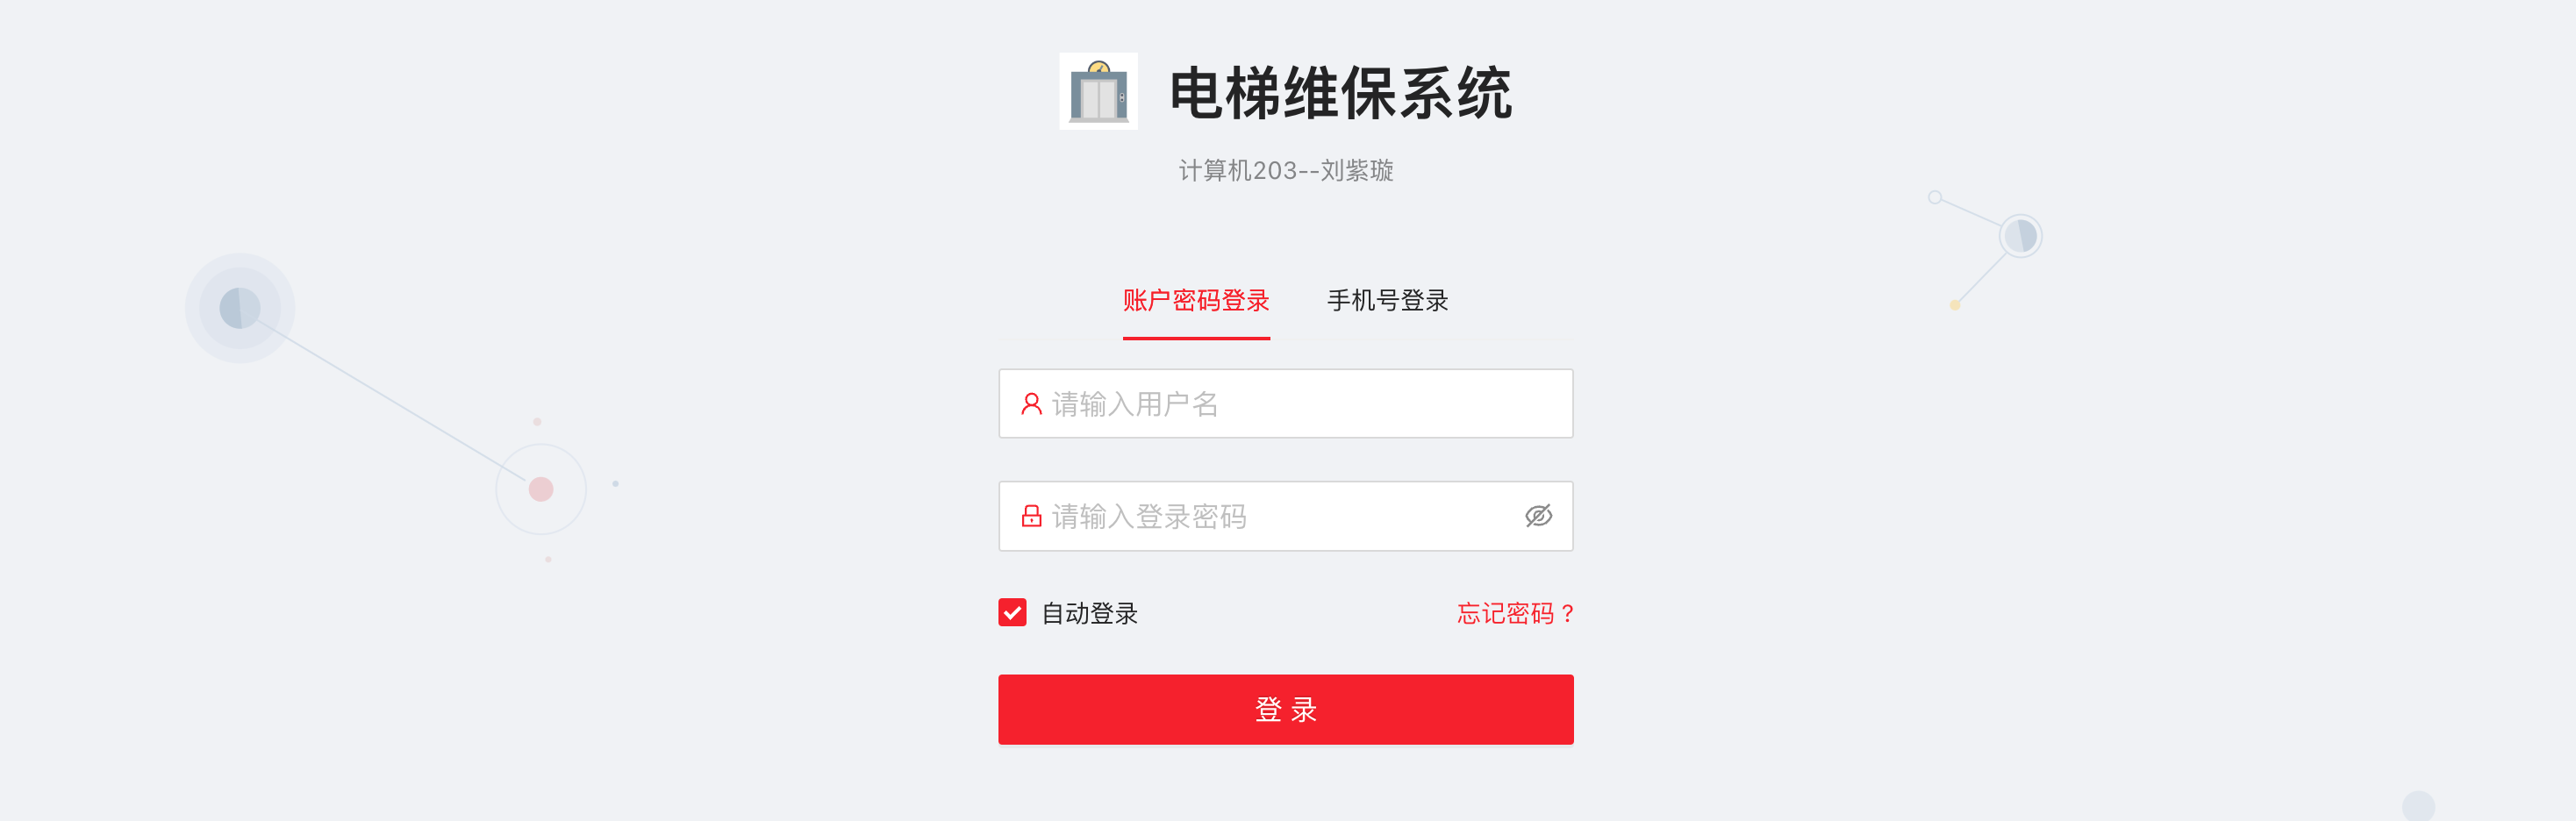 电梯维保系统
计算机203--刘紫璇
账户密码登录 手机号登录
请输入用户名
请输入登录密码
自动登录 忘记密码？
登 录